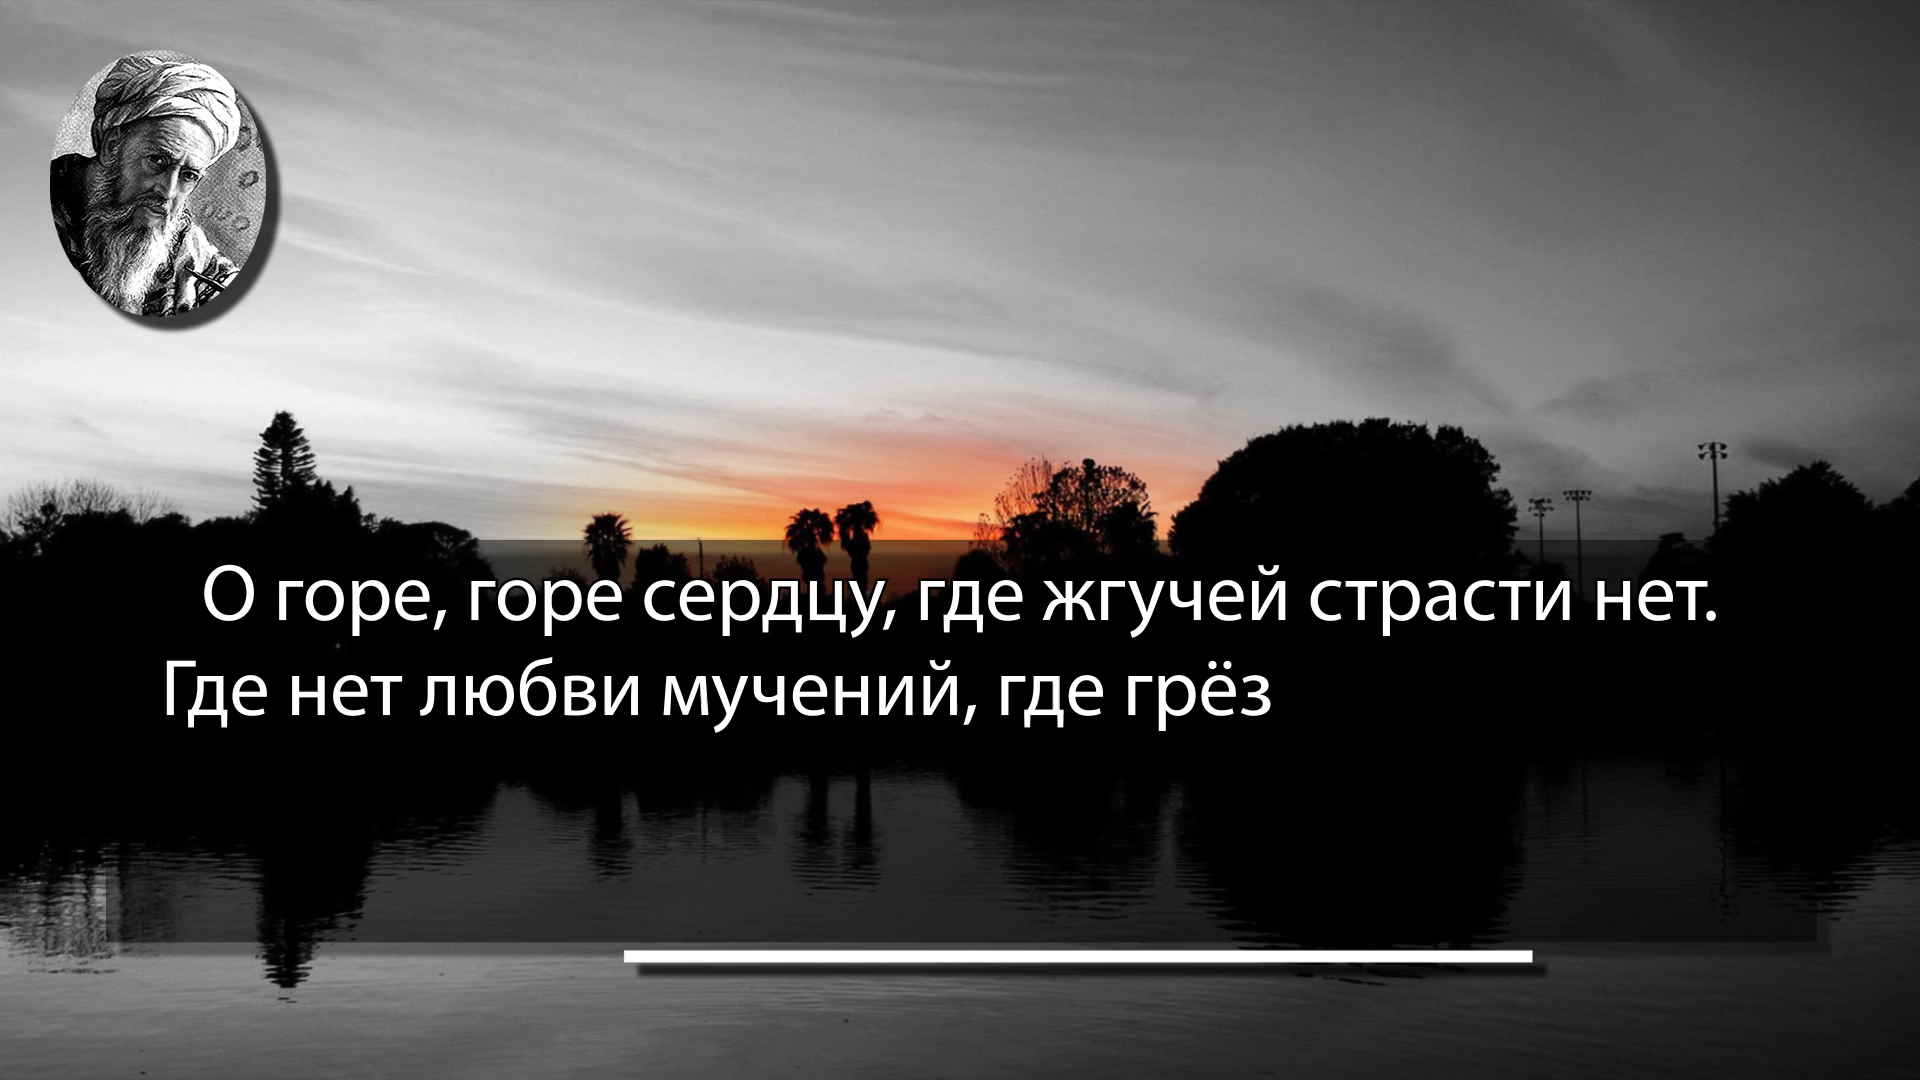 О горе, горе сердцу, где жгучей страсти нет.
Где нет любви мучений, где грёз